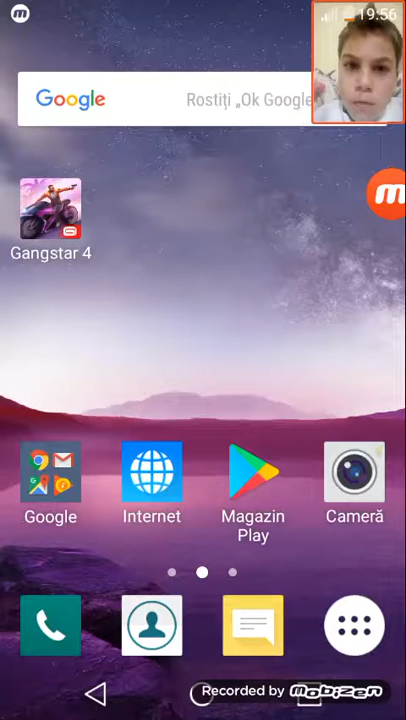 19:56
Google
Rostiți „Ok Google
Gangstar 4
Google
Internet
Magazin
Play
Cameră
Recorded by mobizen